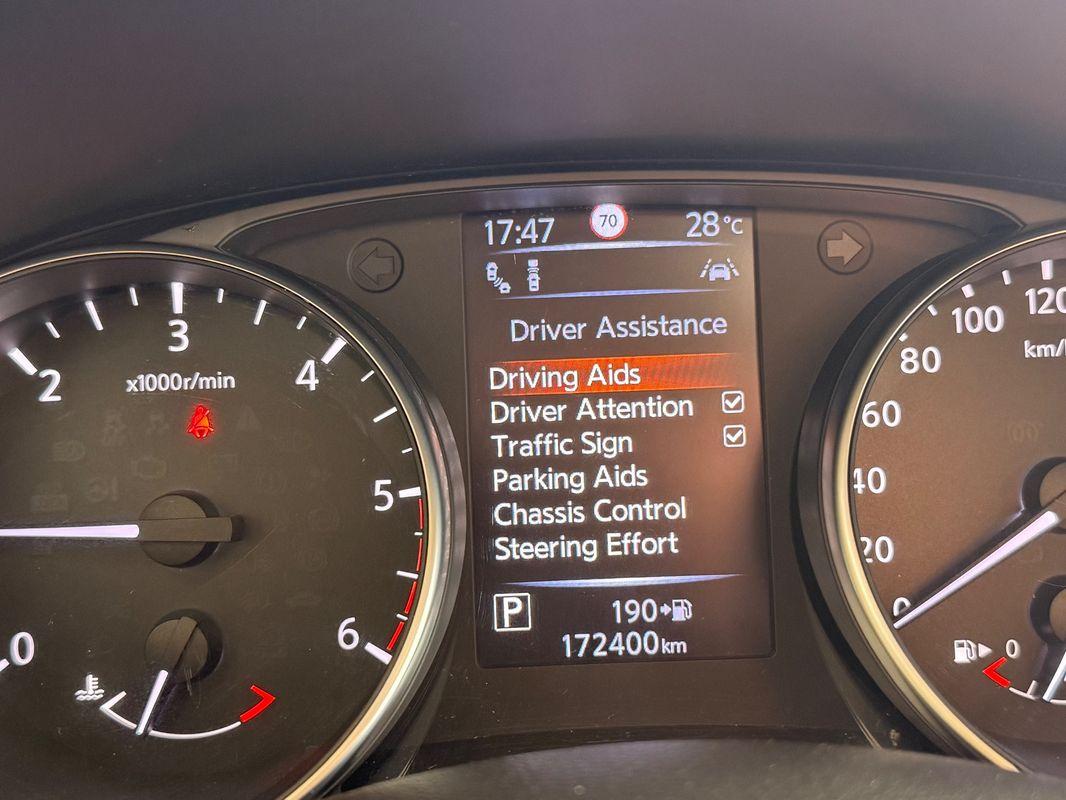 17:47 70 28°C
Driver Assistance
Driving Aids
Driver Attention
Traffic Sign
Parking Aids
Chassis Control
Steering Effort
P 190
172400km
0
2
3
4
5
6
x1000r/min
0
20
40
60
80
100
120
0